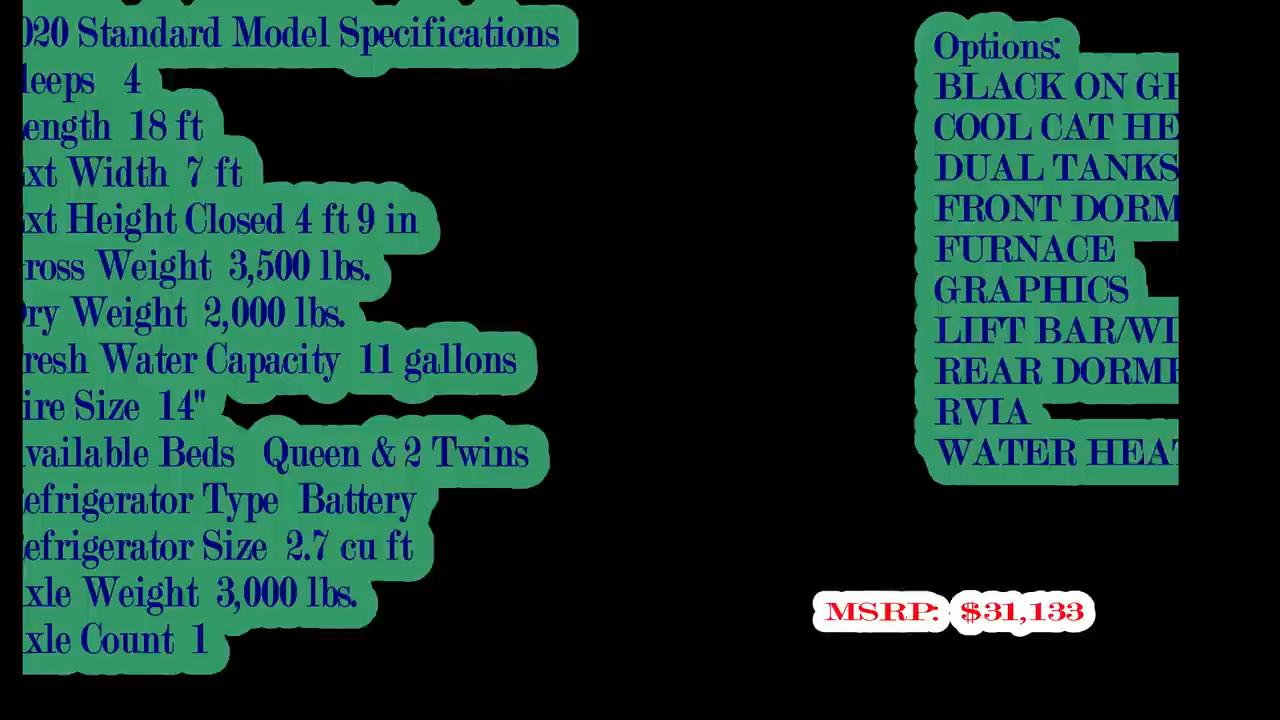 020 Standard Model Specifications
leeps 4
ength 18 ft
xt Width 7 ft
xt Height Closed 4 ft 9 in
ross Weight 3,500 lbs.
ry Weight 2,000 lbs.
resh Water Capacity 11 gallons
ire Size 14"
vailable Beds Queen & 2 Twins
efrigerator Type Battery
efrigerator Size 2.7 cu ft
xle Weight 3,000 lbs.
xle Count 1
Options:
BLACK ON
COOL CAT HE
DUAL TANKS
FRONT DORM
FURNACE
GRAPHICS
LIFT BAR/WI
REAR DORM
RVIA
WATER HEAT
MSRP: $31,133